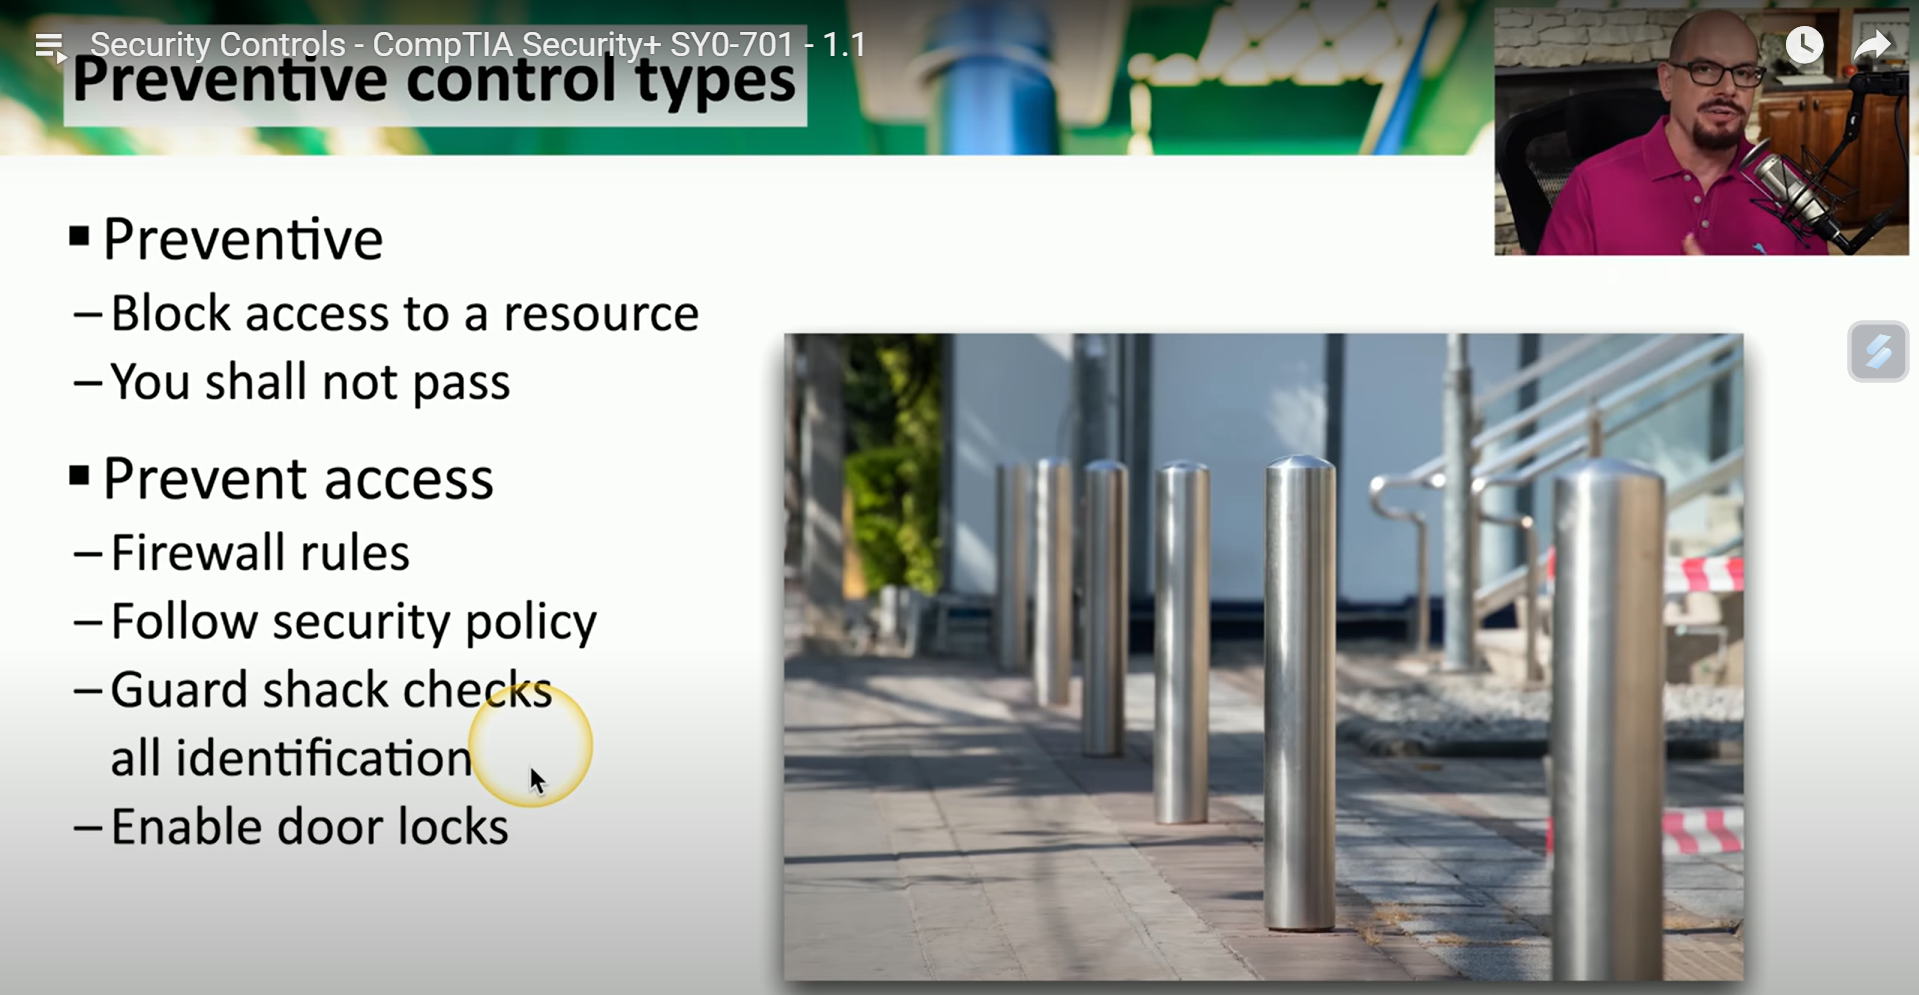 Security Controls - CompTIA Security+ SY0-701 - 1.1
Preventive control types
▪ Preventive
– Block access to a resource
– You shall not pass
▪ Prevent access
– Firewall rules
– Follow security policy
– Guard shack checks
all identification
– Enable door locks